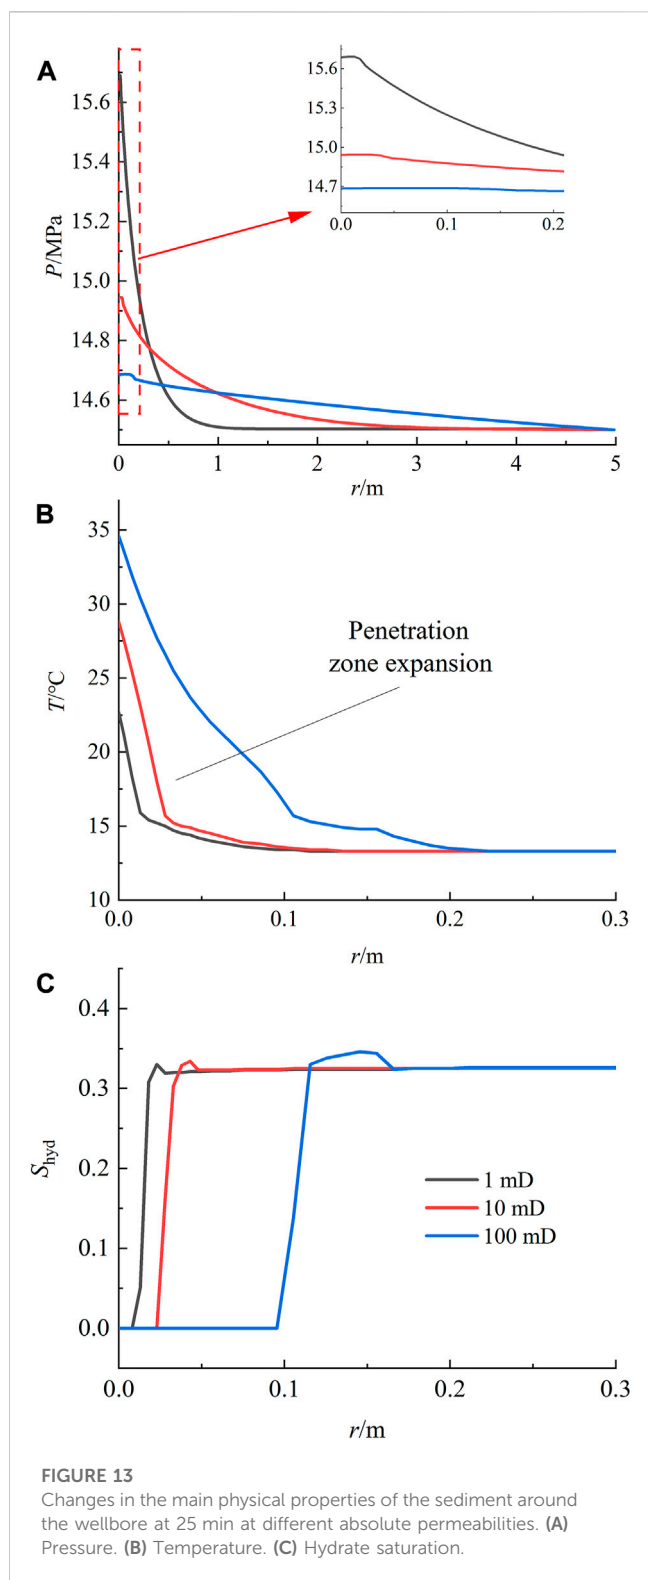 A
P/MPa
15.6
15.4
15.2
15.0
14.8
14.6
0
1
2
3
4
5
r/m
15.6
15.3
15.0
14.7
0.0
0.1
0.2
B
T/°C
35
30
25
20
15
10
Penetration
zone expansion
0.0
0.1
0.2
0.3
r/m
C
Shyd
0.4
0.3
0.2
0.1
0.0
1 mD
10 mD
100 mD
0.0
0.1
0.2
0.3
r/m
FIGURE 13
Changes in the main physical properties of the sediment around
the wellbore at 25 min at different absolute permeabilities. (A)
Pressure. (B) Temperature. (C) Hydrate saturation.